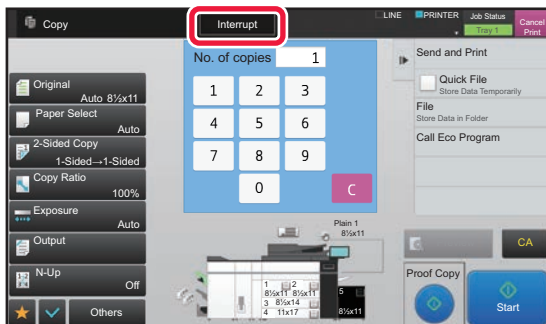 Copy
Interrupt
LINE
PRINTER
Job Status
Tray 1
Cancel
Print
No. of copies 1
1 2 3
4 5 6
7 8 9
0 C
Original
Auto 8½x11
Paper Select
Auto
2-Sided Copy
1-Sided→1-Sided
Copy Ratio
100%
Exposure
Auto
Output
N-Up
Off
Others
Plain 1
8½x11
1 2
8½x11 8½x11
3 8½x14
4 11x17
5
8½x11
Send and Print
Quick File
Store Data Temporarily
File
Store Data in Folder
Call Eco Program
CA
Proof Copy
Start